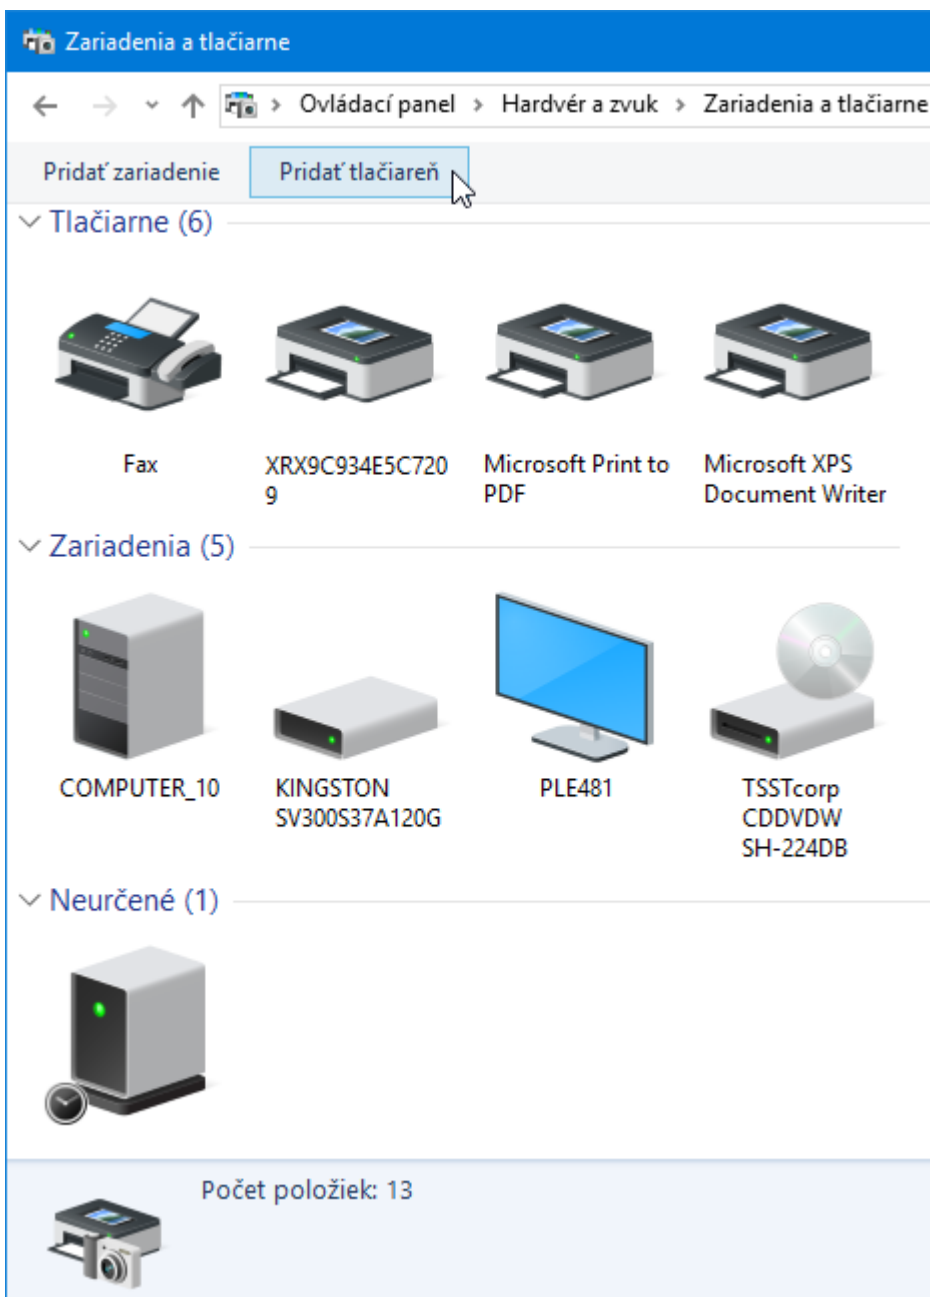 Zariadenia a tlačiarne
Ovládací panel > Hardvér a zvuk > Zariadenia a tlačiarne
Pridať zariadenie Pridať tlačiareň
Tlačiarne (6)
Fax XRX9C934E5C720 Microsoft Print to Microsoft XPS
9 PDF Document Writer
Zariadenia (5)
COMPUTER_10 KINGSTON PLE481 TSSTcorp
SV300S37A120G CDDVDW
SH-224DB
Neurčené (1)
Počet položiek: 13